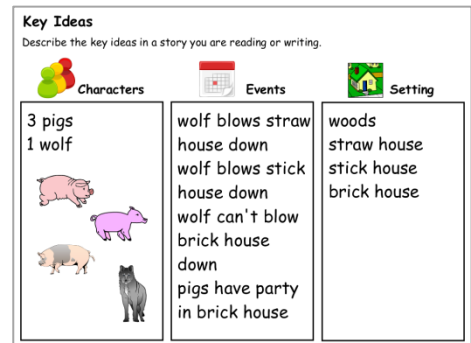 Key Ideas
Describe the key ideas in a story you are reading or writing.
Characters
3 pigs
1 wolf
Events
wolf blows straw
house down
wolf blows stick
house down
wolf can't blow
brick house
down
pigs have party
in brick house
Setting
woods
straw house
stick house
brick house